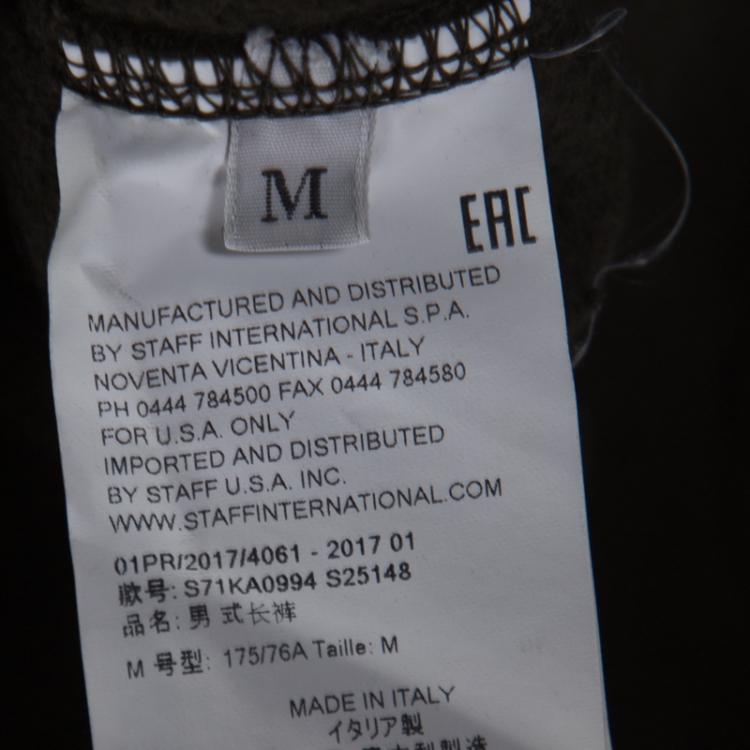 M
EAC
MANUFACTURED AND DISTRIBUTED
BY STAFF INTERNATIONAL S.P.A.
NOVENTA VICENTINA - ITALY
PH 0444 784500 FAX 0444 784580
FOR U.S.A. ONLY
IMPORTED AND DISTRIBUTED
BY STAFF U.S.A. INC.
WWW.STAFFINTERNATIONAL.COM
01PR/2017/4061 - 2017 01
款号: S71KA0994 S25148
品名: 男式长裤
M 号型: 175/76A Taille: M
MADE IN ITALY
イタリア製